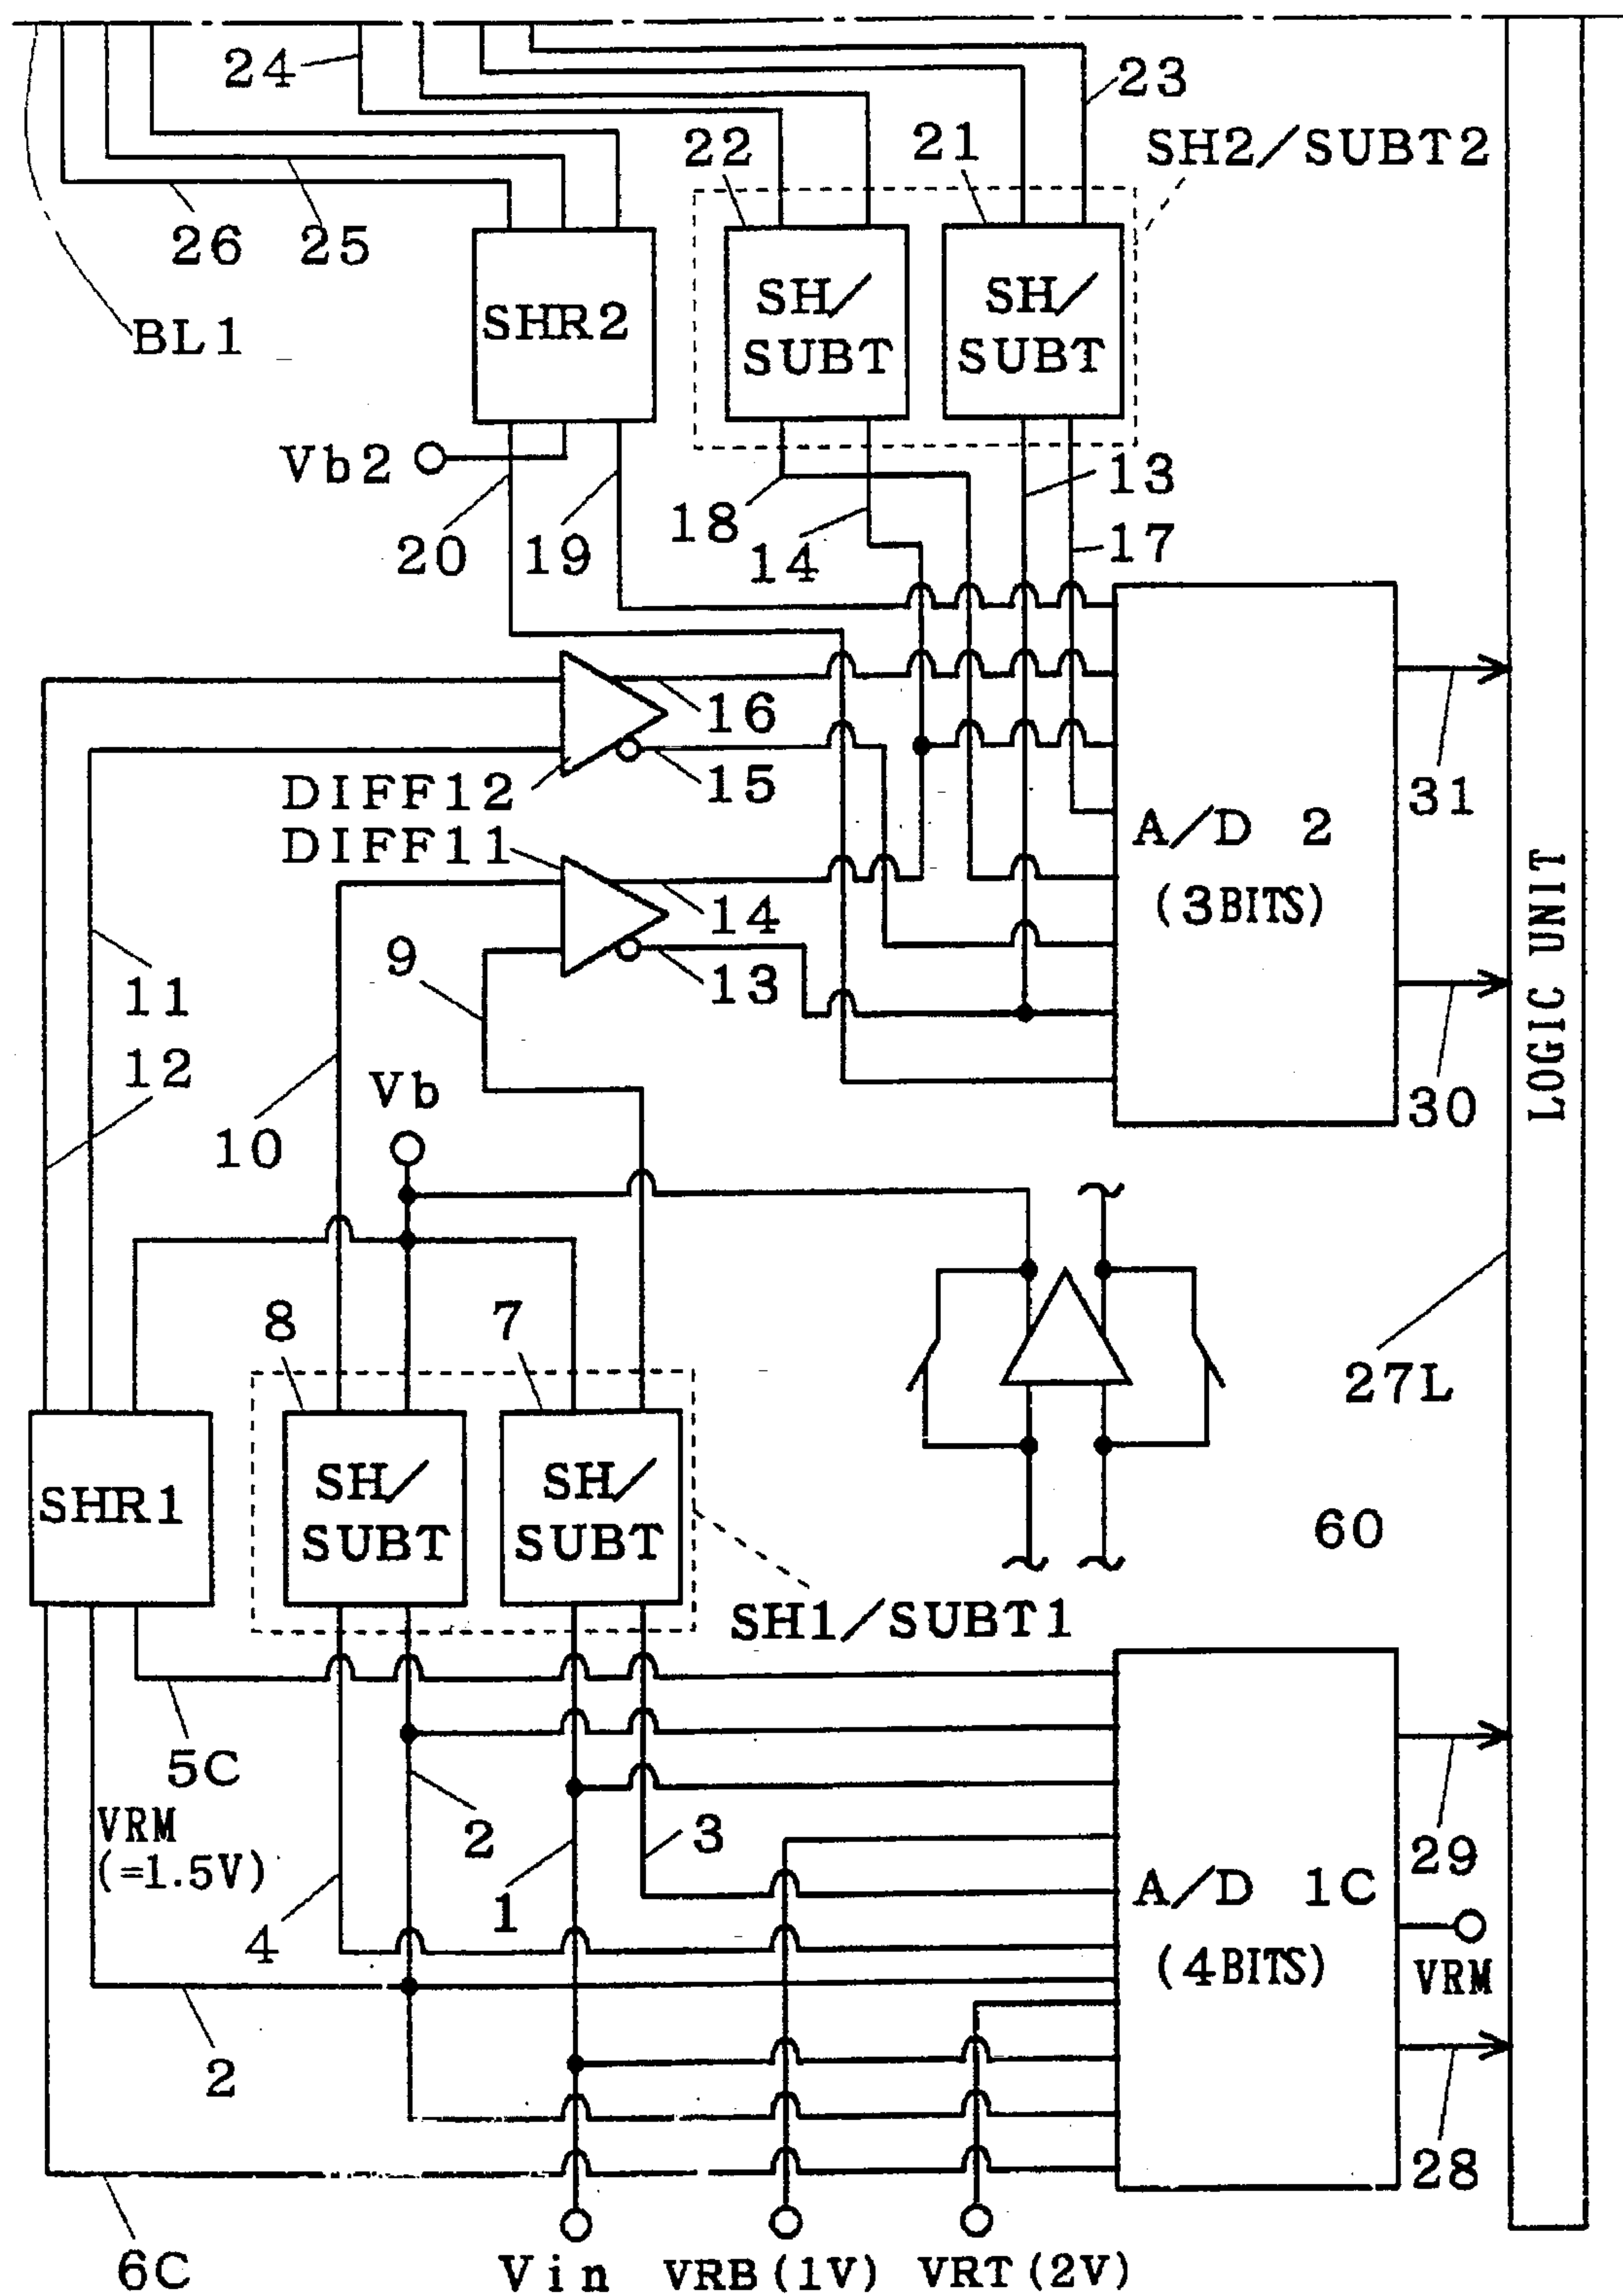 24
23
22
21
SH2/SUBT2
26
25
BL1
SHR2
SH/
SUBT
SH/
SUBT
Vb2
20
19
18
14
13
17
16
15
DIFF12
DIFF11
14
13
A/D 2
(3BITS)
31
30
LOGIC UNIT
9
11
12
10
Vb
8
7
27L
SHR1
SH/
SUBT
SH/
SUBT
60
SH1/SUBT1
5C
VRM
(=1.5V)
2
3
1
4
2
A/D 1C
(4BITS)
29
VRM
28
6C
Vin
VRB(1V)
VRT(2V)